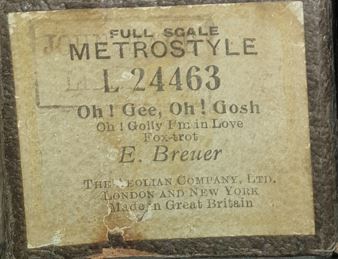 FULL SCALE
METROSTYLE
L 24463
Oh! Gee, Oh! Gosh
Oh! Golly I'm in Love
Fox-trot
E. Breuer
THE AEOLIAN COMPANY, LTD.
LONDON AND NEW YORK
Made in Great Britain